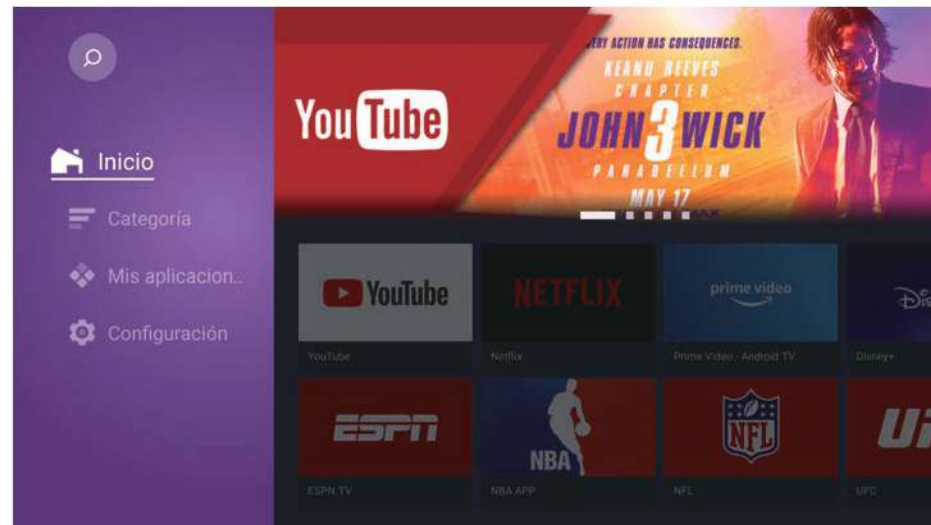 Inicio
Categoría
Mis aplicacion..
Configuración
YouTube
ERY ACTION HAS CONSEQUENCES.
KEANU REEVES
CHAPTER
JOHN 3 WICK
PARABELLUM
MAY 17
YouTube
NETFLIX
prime video
Dis
YouTube
Netflix
Prime Video - Android TV
Disney+
ESPN
NBA
NFL
UF
ESPN TV
NBA APP
NFL
UFC